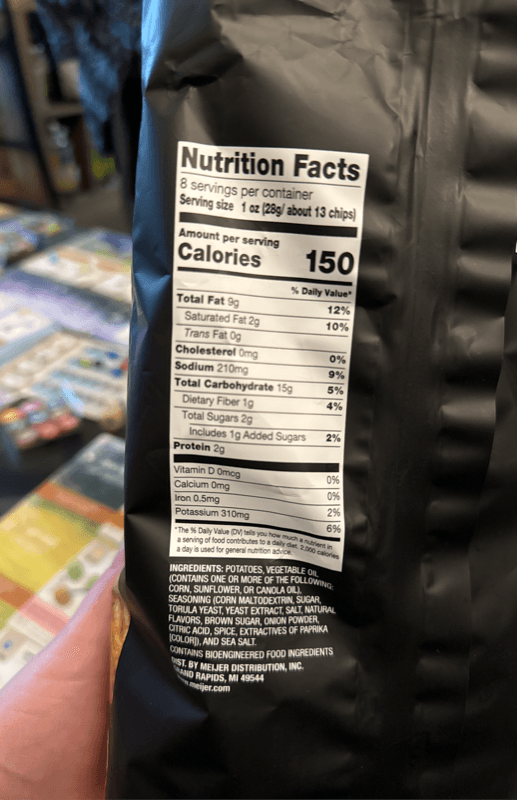 Nutrition Facts
8 servings per container
Serving size 1 oz (28g/ about 13 chips)
Amount per serving
Calories 150
% Daily Value*
Total Fat 9g 12%
Saturated Fat 2g 10%
Trans Fat 0g
Cholesterol 0mg 0%
Sodium 210mg 9%
Total Carbohydrate 15g 5%
Dietary Fiber 1g 4%
Total Sugars 2g
Includes 1g Added Sugars 2%
Protein 2g
Vitamin D 0mcg 0%
Calcium 0mg 0%
Iron 0.5mg 2%
Potassium 310mg 6%
*The % Daily Value (DV) tells you how much a nutrient in
a serving of food contributes to a daily diet. 2,000 calories
a day is used for general nutrition advice.
INGREDIENTS: POTATOES, VEGETABLE OIL
(CONTAINS ONE OR MORE OF THE FOLLOWING:
CORN, SUNFLOWER, OR CANOLA OIL),
SEASONING (CORN MALTODEXTRIN, SUGAR,
TORULA YEAST, YEAST EXTRACT, SALT, NATURAL
FLAVORS, BROWN SUGAR, ONION POWDER,
CITRIC ACID, SPICE, EXTRACTIVES OF PAPRIKA
[COLOR]), AND SEA SALT.
CONTAINS BIOENGINEERED FOOD INGREDIENTS
DIST. BY MEIJER DISTRIBUTION, INC.
GRAND RAPIDS, MI 49544
www.meijer.com